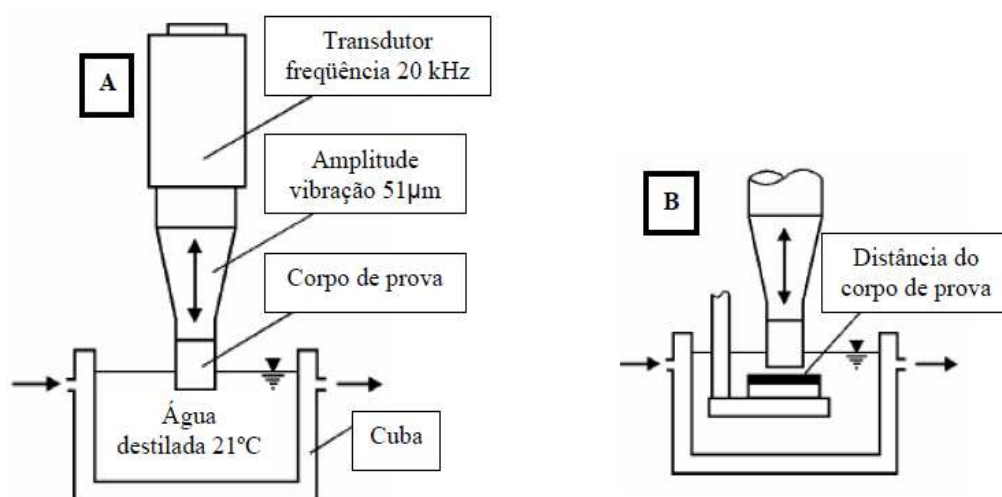 A
Transdutor
freqüência 20 kHz
Amplitude
vibração 51µm
Corpo de prova
Água
destilada 21ºC
Cuba
B
Distância do
corpo de prova